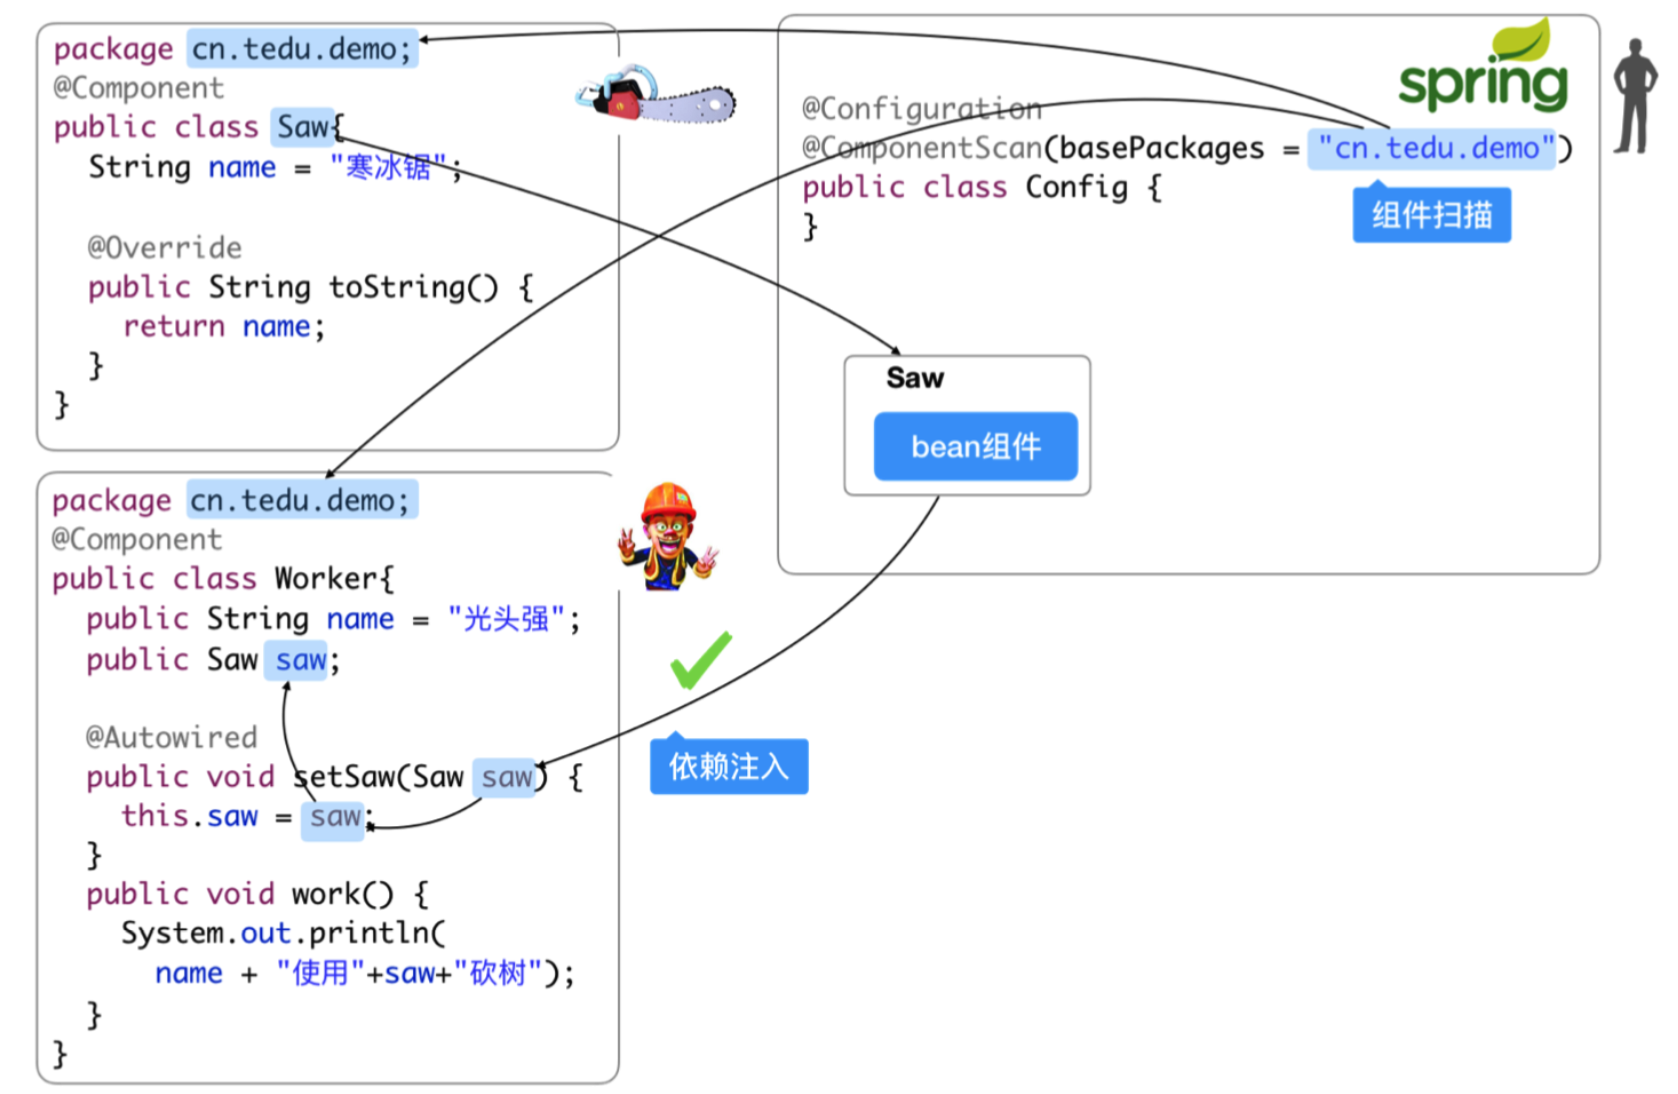 package cn.tedu.demo;
@Component
public class Saw{
String name = "寒冰锯";
@Override
public String toString() {
return name;
}
}
package cn.tedu.demo;
@Component
public class Worker{
public String name = "光头强";
public Saw saw;
@Autowired
public void setSaw(Saw saw) {
this.saw = saw;
}
public void work() {
System.out.println(
name + "使用"+saw+"砍树");
}
}
依赖注入
spring
@Configuration
@ComponentScan(basePackages = "cn.tedu.demo")
public class Config {
}
组件扫描
Saw
bean组件